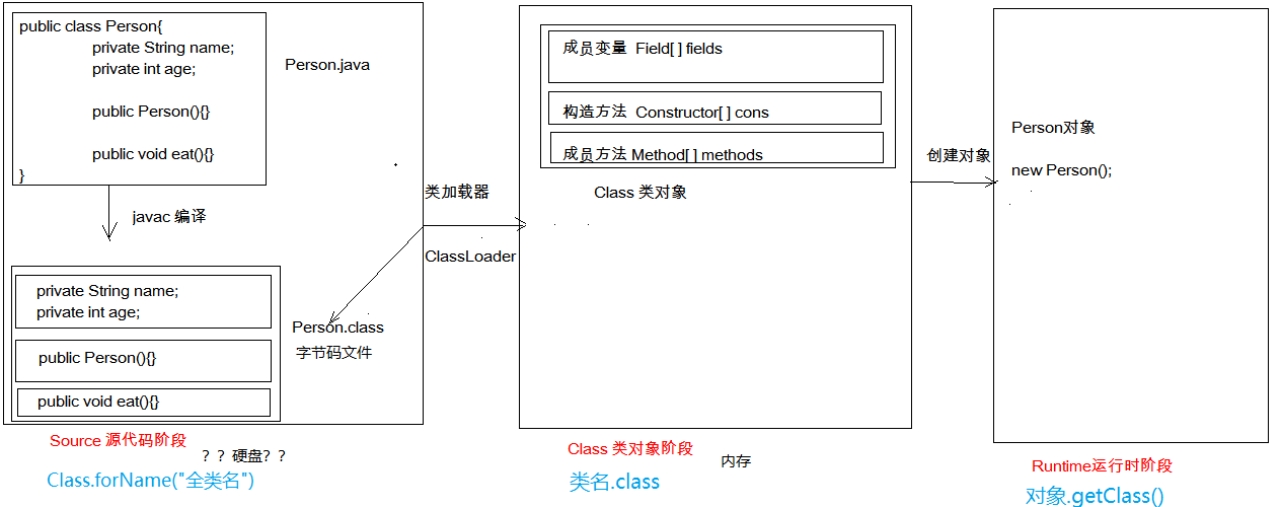 public class Person{
private String name;
private int age;
public Person(){}
public void eat(){}
}
Person.java
javac 编译
private String name;
private int age;
public Person(){}
public void eat(){}
Person.class
字节码文件
Source 源代码阶段
？？硬盘？？
Class.forName("全类名")
类加载器
ClassLoader
成员变量 Field[ ] fields
构造方法 Constructor[ ] cons
成员方法 Method[ ] methods
Class 类对象
Class 类对象阶段
内存
类名.class
创建对象
Person对象
new Person();
Runtime运行时阶段
对象.getClass()